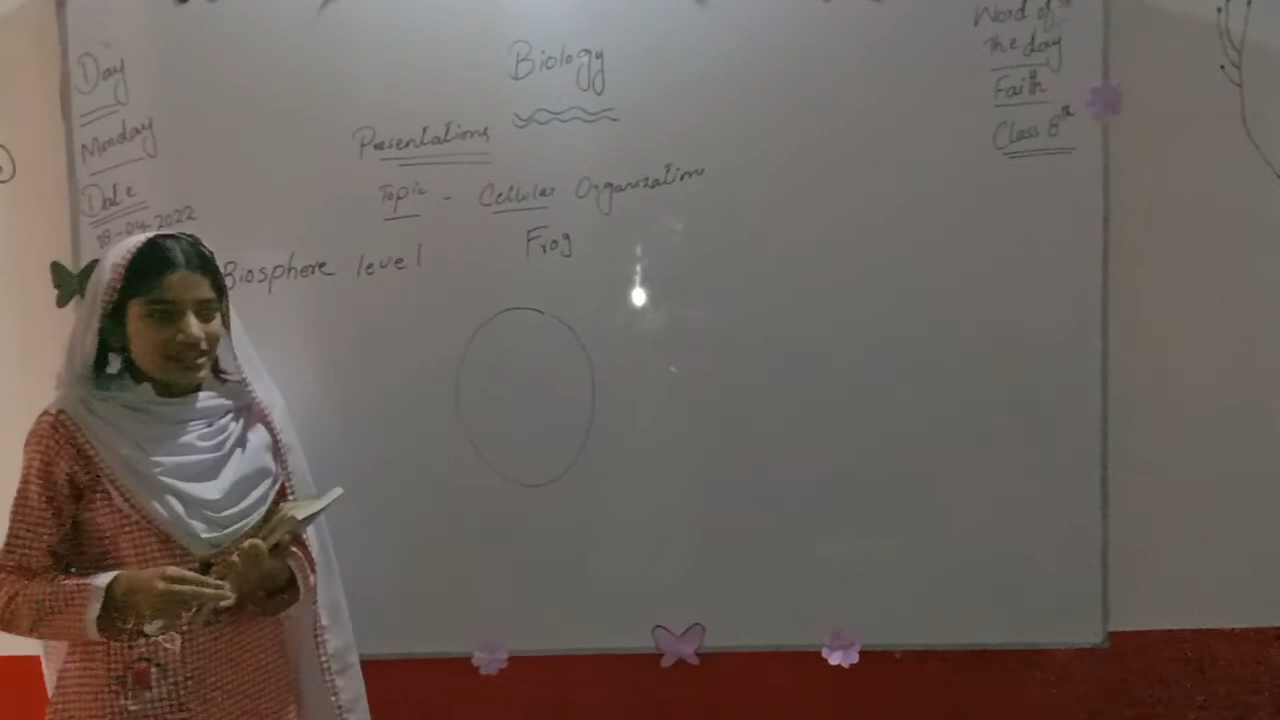 Day
Monday
Date
18-04-2022
Biology
Presentations
Topic - Cellular Organization
Frog
Biosphere level
Word of
the day
Faith
Class 8th